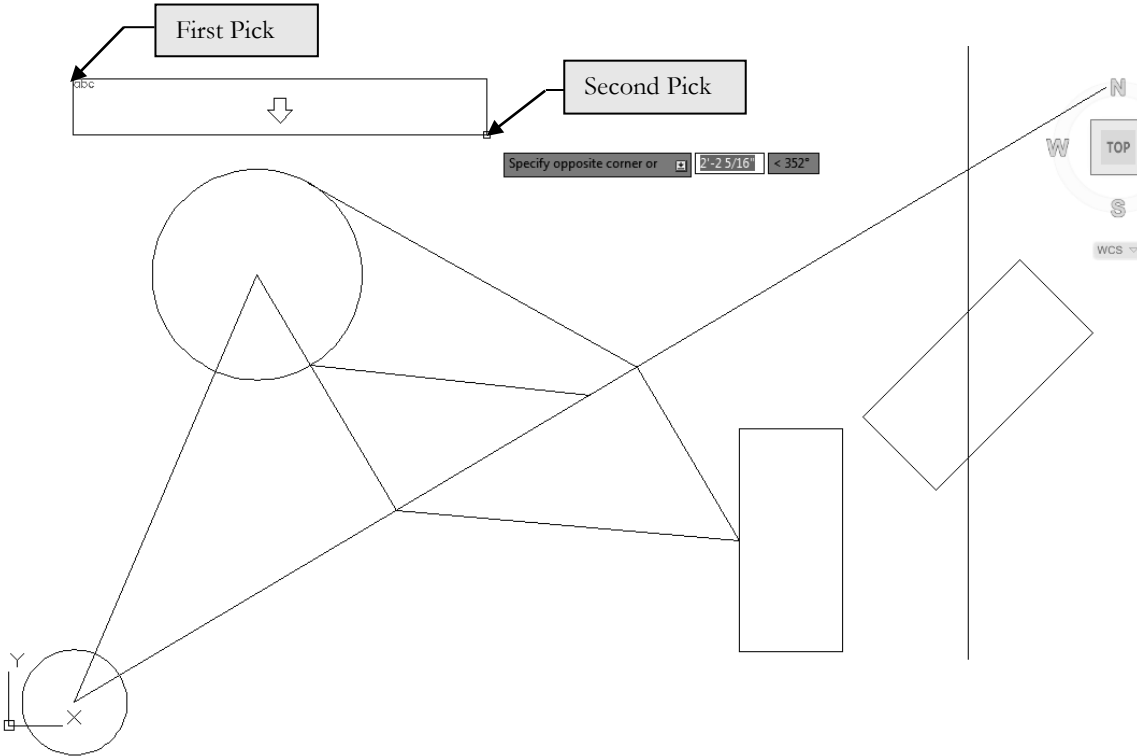 First Pick
abc
Second Pick
Specify opposite corner or 2'-2 5/16" < 352°
N
W
TOP
S
WCS
Y
X